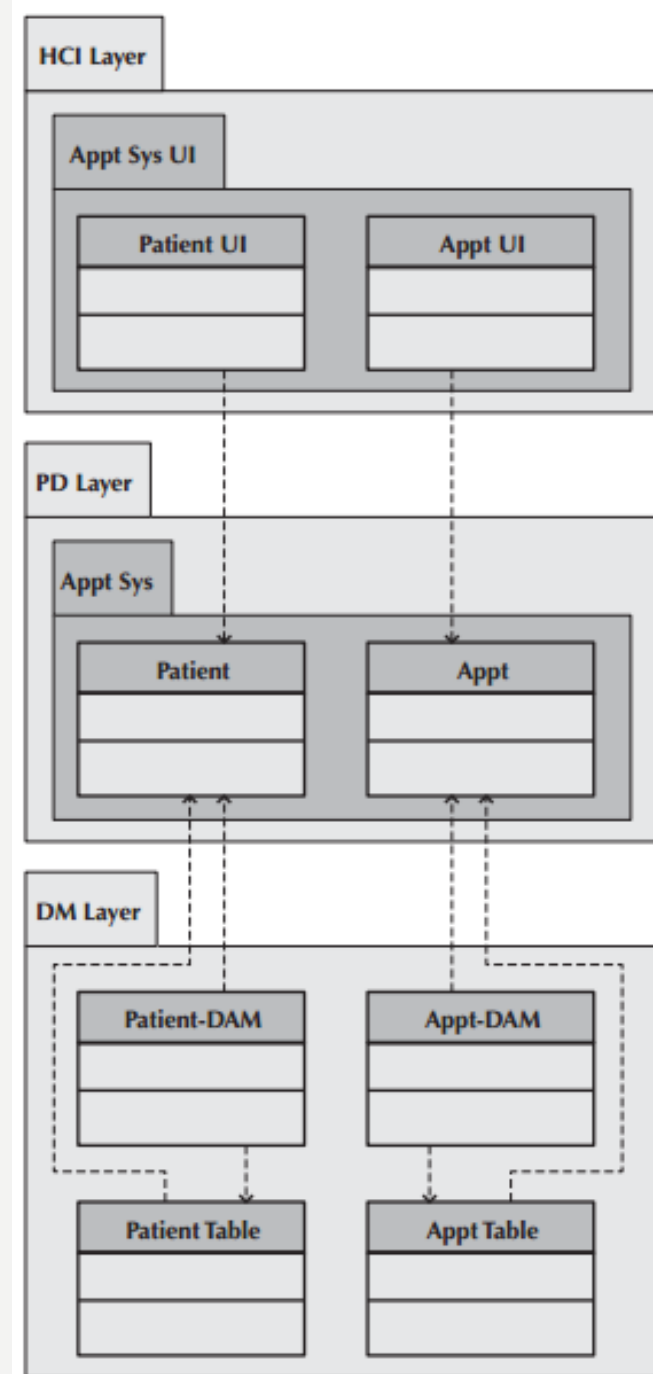 HCI Layer
Appt Sys UI
Patient UI
Appt UI
PD Layer
Appt Sys
Patient
Appt
DM Layer
Patient-DAM
Appt-DAM
Patient Table
Appt Table